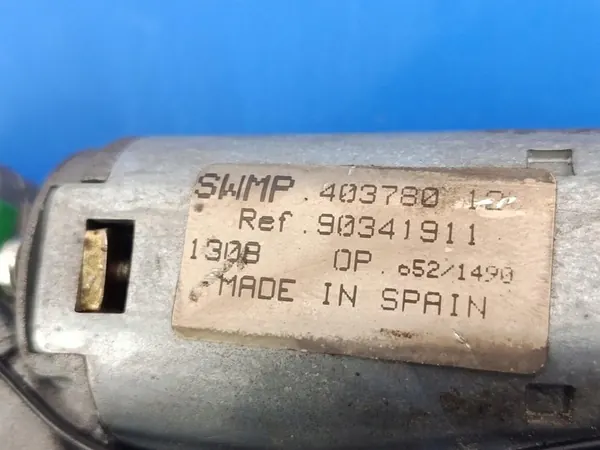 SWMP 403780 12
Ref. 90341911
1308 OP. 652/1490
MADE IN SPAIN